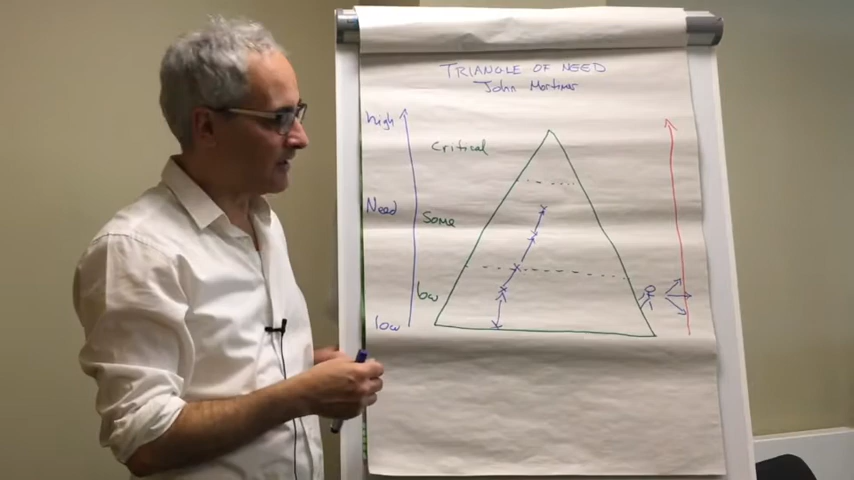 TRIANGLE OF NEED
John Mortimer
high
critical
Need
Some
low
low